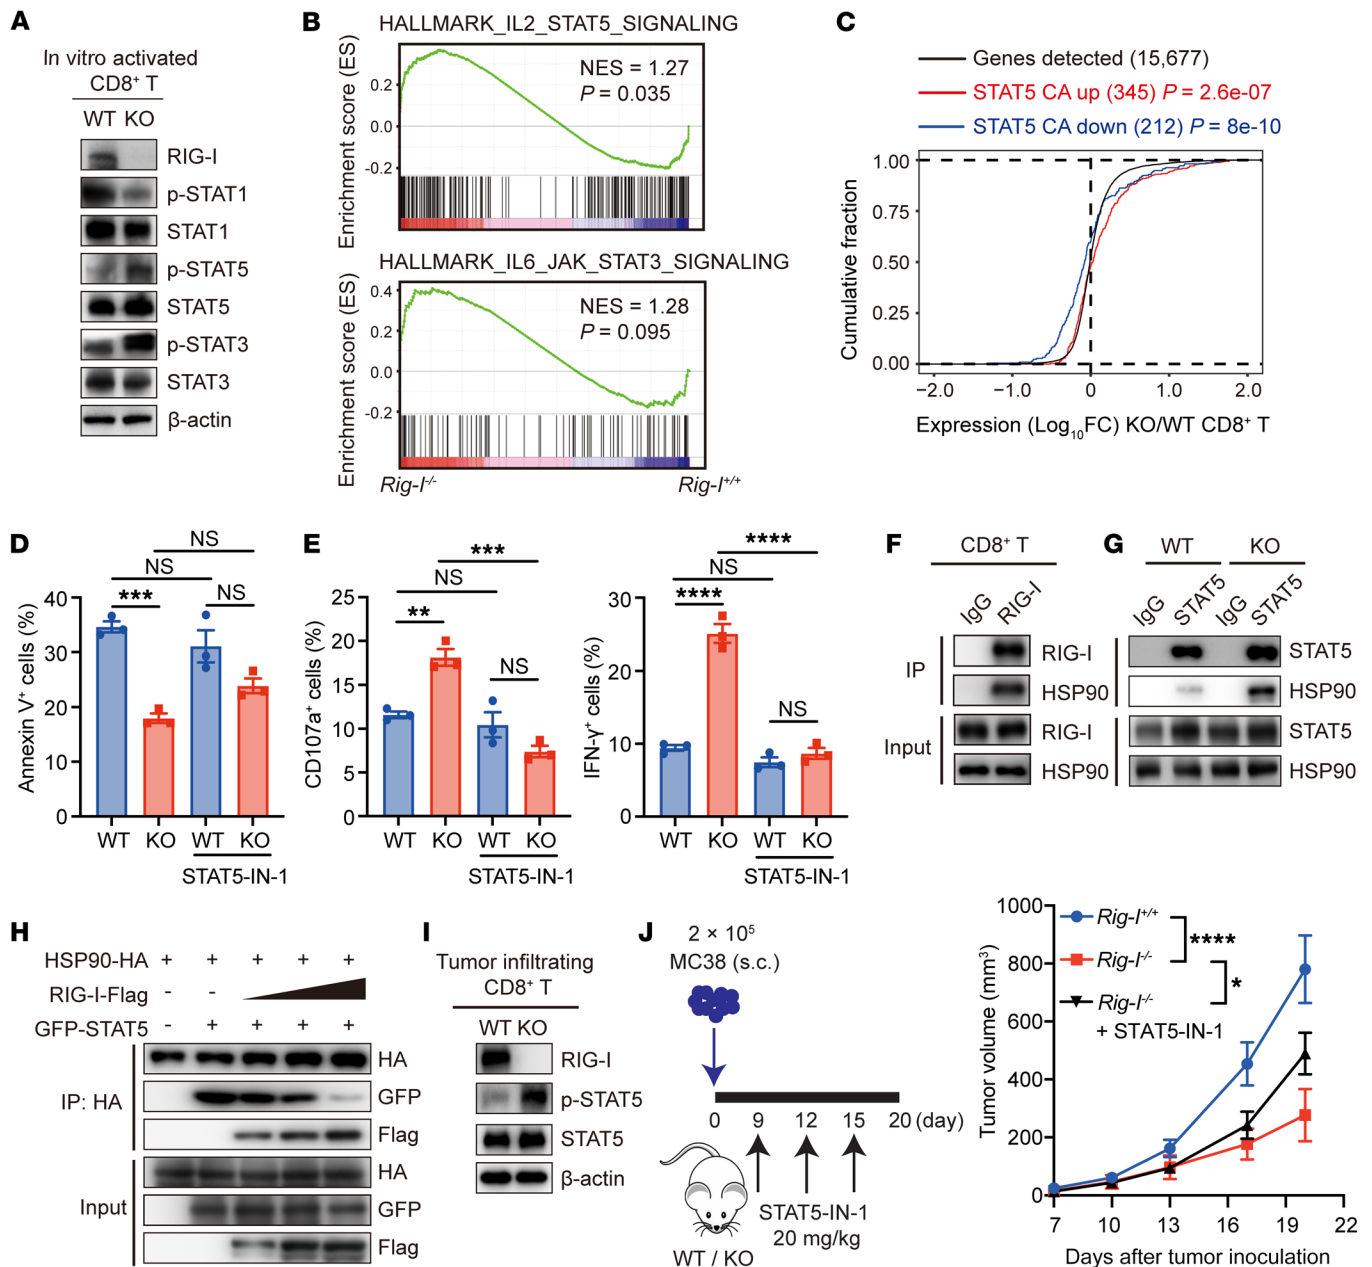 A
In vitro activated
CD8⁺ T
WT KO
RIG-I
p-STAT1
STAT1
p-STAT5
STAT5
p-STAT3
STAT3
β-actin
B
HALLMARK_IL2_STAT5_SIGNALING
Enrichment score (ES)
0.2
0.0
-0.2
NES = 1.27
P = 0.035
HALLMARK_IL6_JAK_STAT3_SIGNALING
Enrichment score (ES)
0.4
0.2
0.0
-0.2
NES = 1.28
P = 0.095
Rig-I⁻/⁻ Rig-I⁺/⁺
C
Genes detected (15,677)
STAT5 CA up (345) P = 2.6e-07
STAT5 CA down (212) P = 8e-10
Cumulative fraction
1.00
0.75
0.50
0.25
0.00
−2.0 −1.0 0 1.0 2.0
Expression (Log₁₀FC) KO/WT CD8⁺ T
D
NS
NS
*** NS
Annexin V⁺ cells (%)
40
30
20
10
0
WT KO WT KO
STAT5-IN-1
E
***
NS
**
NS
CD107a⁺ cells (%)
25
20
15
10
5
0
WT KO WT KO
STAT5-IN-1
****
NS
****
NS
IFN-γ⁺ cells (%)
30
20
10
0
WT KO WT KO
STAT5-IN-1
F
CD8⁺ T
IgG RIG-I
IP
RIG-I
HSP90
Input
RIG-I
HSP90
G
WT KO
IgG STAT5 IgG STAT5
STAT5
HSP90
STAT5
HSP90
H
HSP90-HA + + + + +
RIG-I-Flag - -
GFP-STAT5 - + + + +
IP: HA
HA
GFP
Flag
Input
HA
GFP
Flag
I
Tumor infiltrating
CD8⁺ T
WT KO
RIG-I
p-STAT5
STAT5
β-actin
J
2 × 10⁵
MC38 (s.c.)
0 9 12 15 20 (day)
STAT5-IN-1
20 mg/kg
WT / KO
Tumor volume (mm³)
1000
800
600
400
200
0
7 10 13 16 19 22
Days after tumor inoculation
Rig-I⁺/⁺
****
Rig-I⁻/⁻
*
Rig-I⁻/⁻
+ STAT5-IN-1